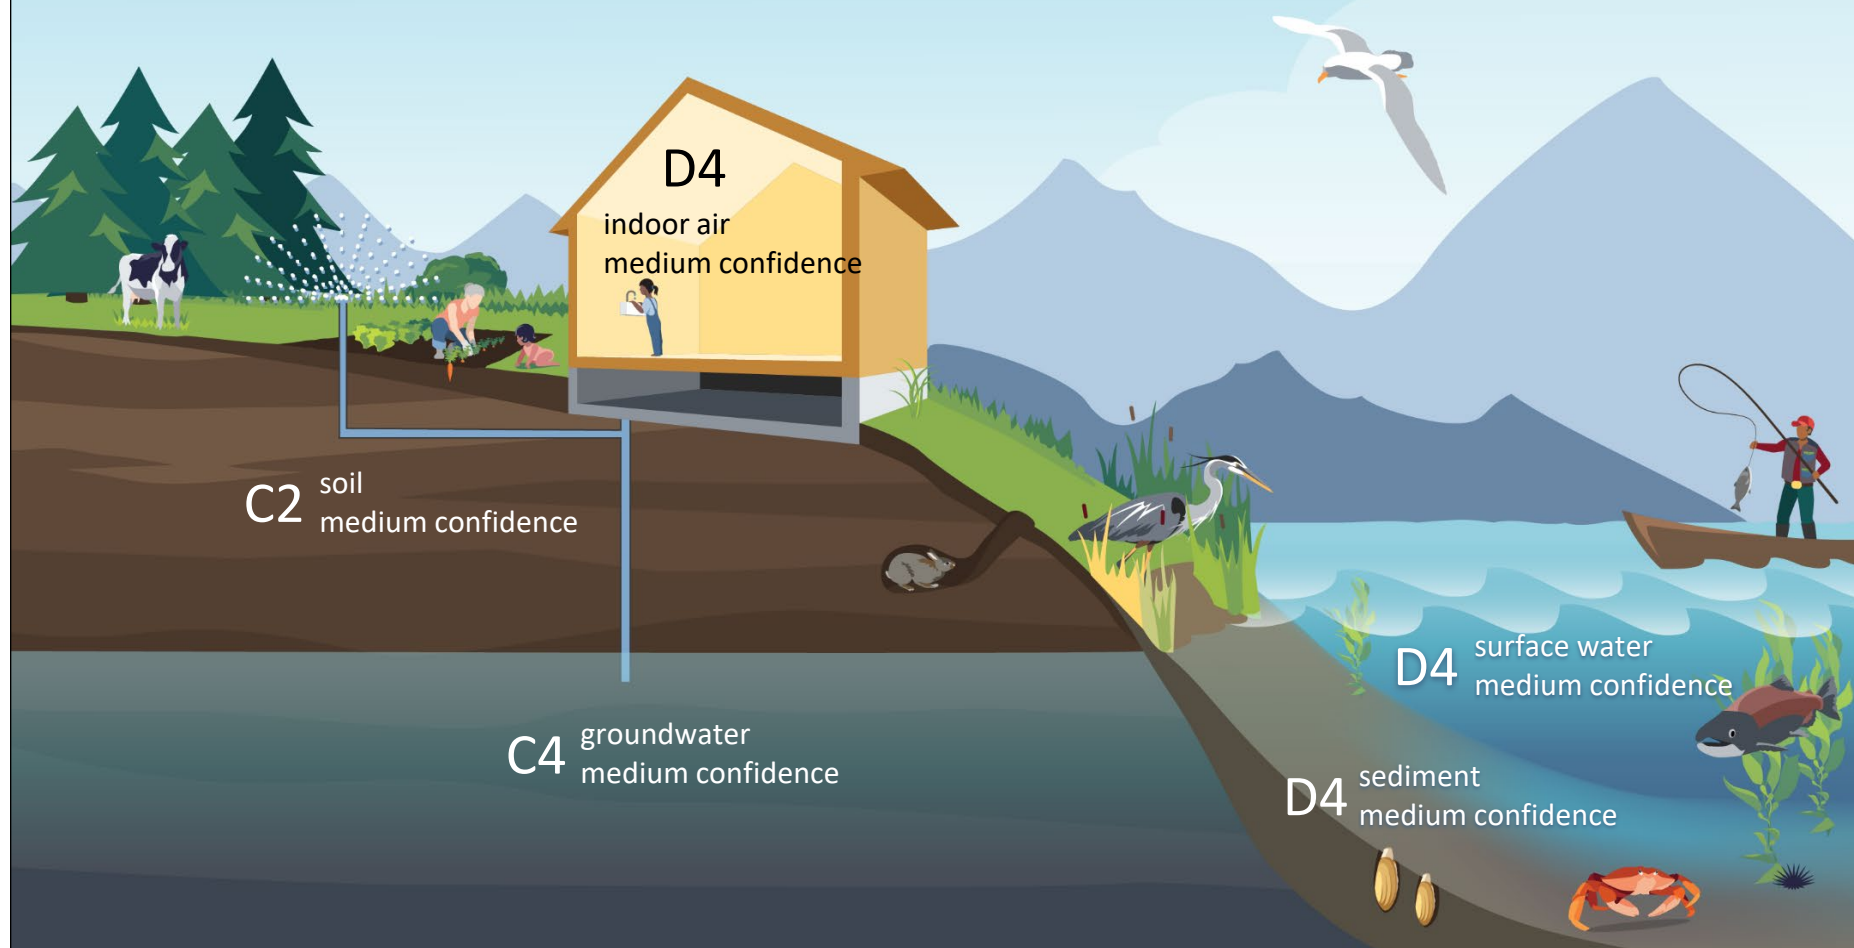 D4
indoor air
medium confidence
C2
soil
medium confidence
D4
surface water
medium confidence
C4
groundwater
medium confidence
D4
sediment
medium confidence